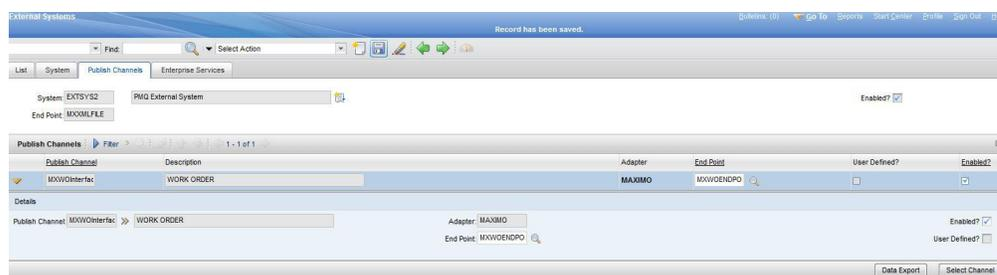 External Systems
Bulletins: (0) Go To Reports Start Center Profile Sign Out
Record has been saved.
Find: Select Action
List System Publish Channels Enterprise Services
System: EXTSYS2 PMQ External System Enabled?
End Point: MXXMLFILE
Publish Channels Filter 1 - 1 of 1
Publish Channel Description Adapter End Point User Defined? Enabled?
MXWOInterfac WORK ORDER MAXIMO MXWOENDPO
Details
Publish Channel: MXWOInterfac WORK ORDER Adapter: MAXIMO Enabled?
End Point: MXWOENDPO User Defined?
Data Export Select Channel